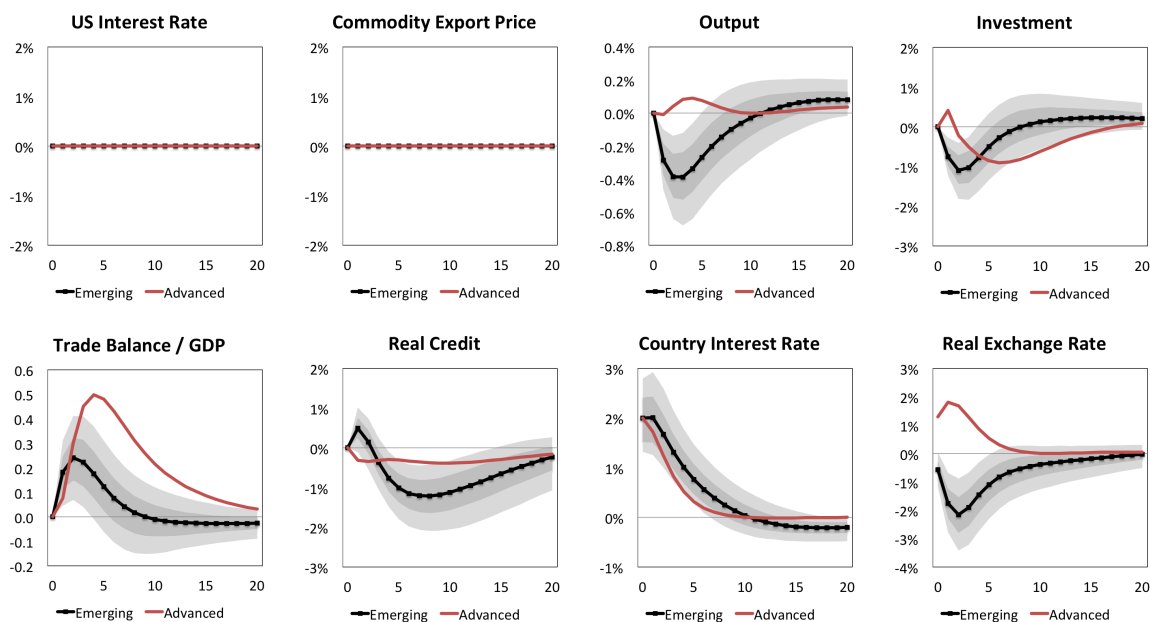 US Interest Rate
2%
1%
0%
-1%
-2%
0 5 10 15 20
Emerging Advanced
Commodity Export Price
2%
1%
0%
-1%
-2%
0 5 10 15 20
Emerging Advanced
Output
0.4%
0.2%
0.0%
-0.2%
-0.4%
-0.6%
-0.8%
0 5 10 15 20
Emerging Advanced
Investment
2%
1%
0%
-1%
-2%
-3%
0 5 10 15 20
Emerging Advanced
Trade Balance / GDP
0.6
0.5
0.4
0.3
0.2
0.1
0.0
-0.1
-0.2
0 5 10 15 20
Emerging Advanced
Real Credit
2%
1%
0%
-1%
-2%
-3%
0 5 10 15 20
Emerging Advanced
Country Interest Rate
3%
2%
1%
0%
-1%
0 5 10 15 20
Emerging Advanced
Real Exchange Rate
3%
2%
1%
0%
-1%
-2%
-3%
-4%
0 5 10 15 20
Emerging Advanced